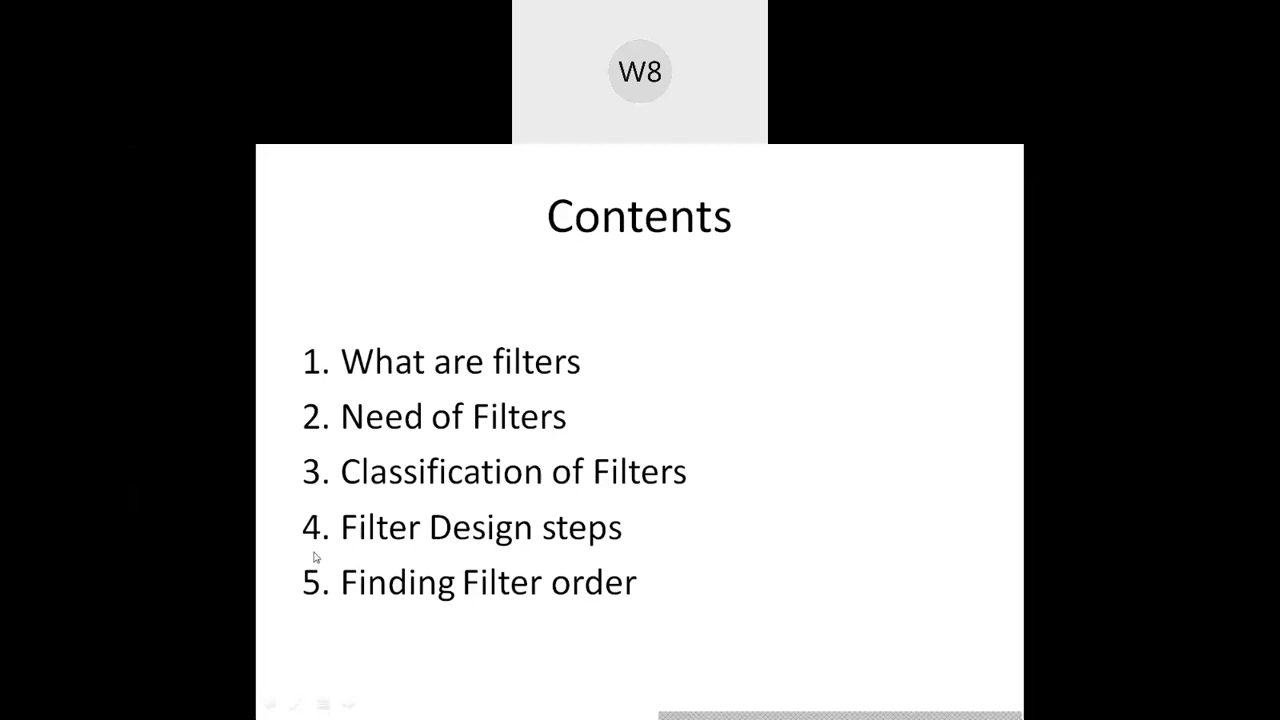 W8
Contents
1. What are filters
2. Need of Filters
3. Classification of Filters
4. Filter Design steps
5. Finding Filter order